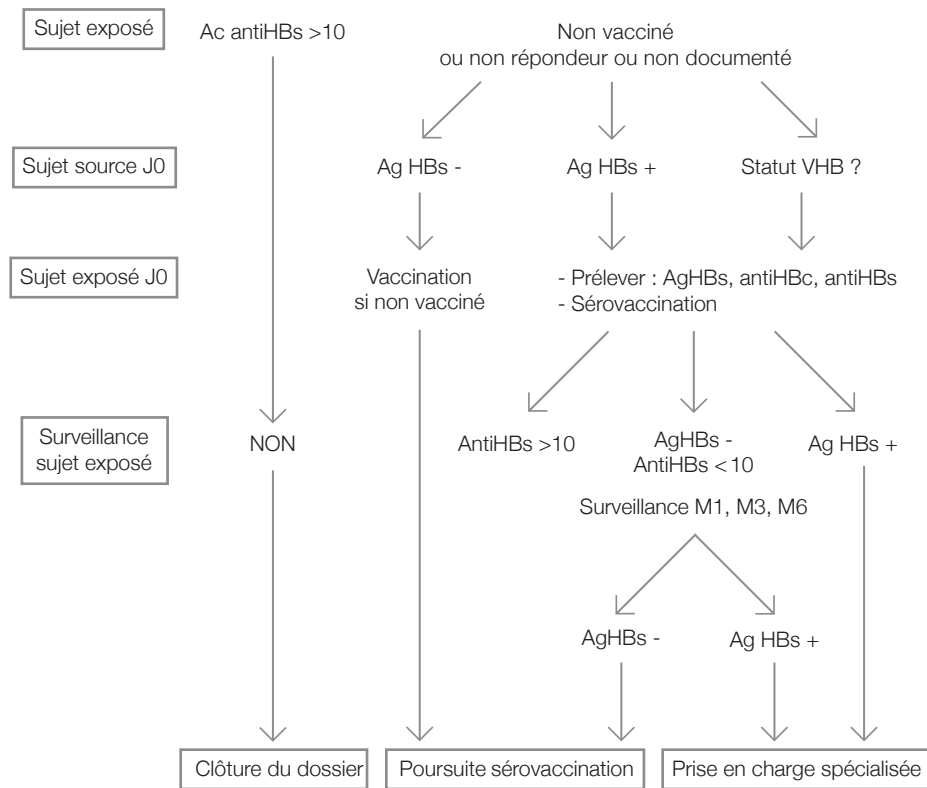 Sujet exposé
Ac antiHBs >10
Non vacciné
ou non répondeur ou non documenté
Sujet source J0
Ag HBs -
Ag HBs +
Statut VHB ?
Sujet exposé J0
Vaccination
si non vacciné
- Prélever : AgHBs, antiHBc, antiHBs
- Sérovaccination
Surveillance
sujet exposé
NON
AntiHBs >10
AgHBs -
AntiHBs <10
Ag HBs +
Surveillance M1, M3, M6
AgHBs -
Ag HBs +
Clôture du dossier
Poursuite sérovaccination
Prise en charge spécialisée